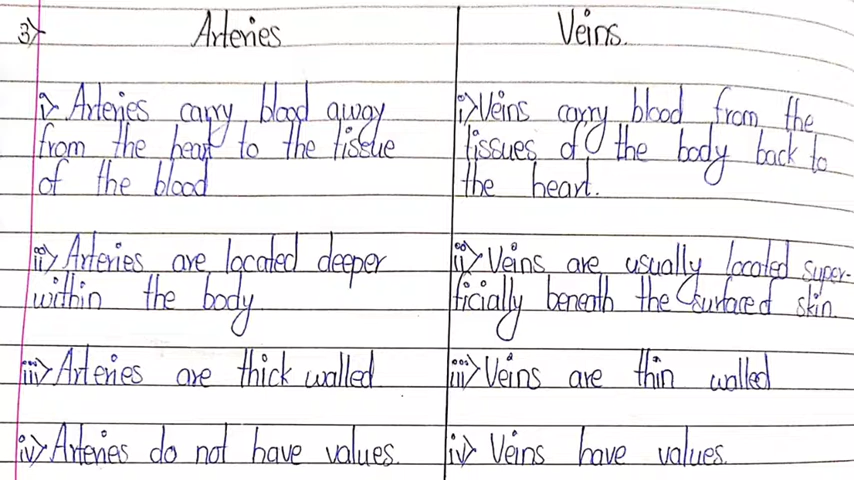 3> Arteries Veins.
i> Arteries carry blood away
from the heart to the tissue
of the blood
i> Veins carry blood from the
tissues of the body back to
the heart.
ii> Arteries are located deeper
within the body
ii> Veins are usually located super-
ficially beneath the surfaced skin
iii> Arteries are thick walled
iii> Veins are thin walled
iv> Arteries do not have values.
iv> Veins have values.